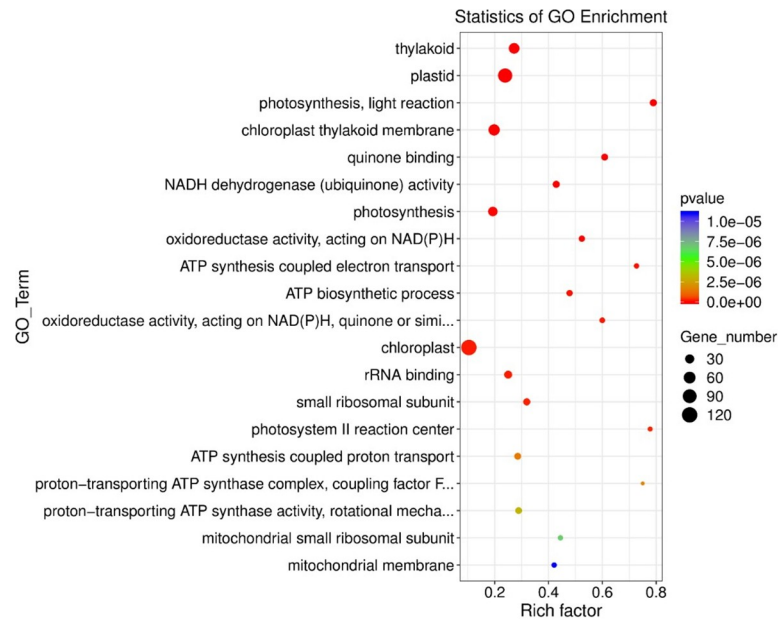 Statistics of GO Enrichment
GO_Term
thylakoid
plastid
photosynthesis, light reaction
chloroplast thylakoid membrane
quinone binding
NADH dehydrogenase (ubiquinone) activity
photosynthesis
oxidoreductase activity, acting on NAD(P)H
ATP synthesis coupled electron transport
ATP biosynthetic process
oxidoreductase activity, acting on NAD(P)H, quinone or simi...
chloroplast
rRNA binding
small ribosomal subunit
photosystem II reaction center
ATP synthesis coupled proton transport
proton−transporting ATP synthase complex, coupling factor F...
proton−transporting ATP synthase activity, rotational mecha...
mitochondrial small ribosomal subunit
mitochondrial membrane
0.2 0.4 0.6 0.8
Rich factor
pvalue
1.0e−05
7.5e−06
5.0e−06
2.5e−06
0.0e+00
Gene_number
30
60
90
120